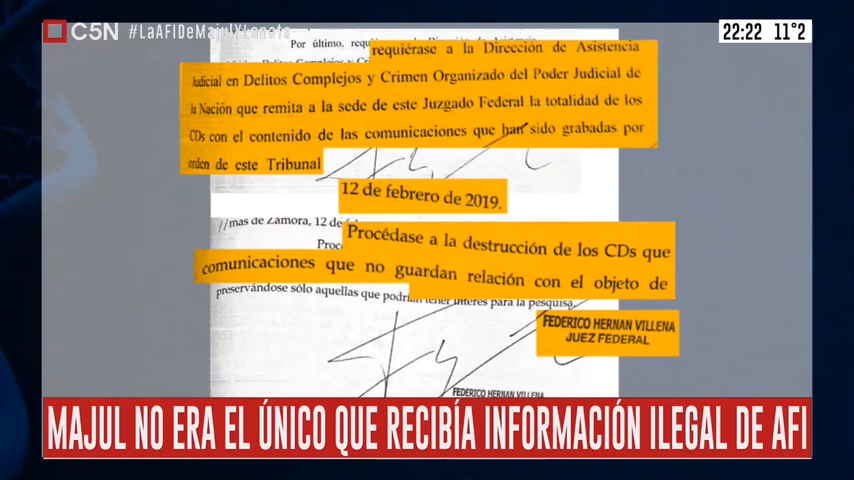 C5N
#LaAFIDeMajulXLanata
22:22 11°2
Por último, requi
requiérase a la Dirección de Asistencia
Judicial en Delitos Complejos y Crimen Organizado del Poder Judicial de
la Nación que remita a la sede de este Juzgado Federal la totalidad de los
CDs con el contenido de las comunicaciones que han sido grabadas por
orden de este Tribunal
12 de febrero de 2019.
//mas de Zamora, 12 de
Proc
Procédase a la destrucción de los CDs que
comunicaciones que no guardan relación con el objeto de
preservándose sólo aquellas que podrían tener interés para la pesquisa.
FEDERICO HERNAN VILLENA
JUEZ FEDERAL
FEDERICO HERNAN VILLENA
MAJUL NO ERA EL ÚNICO QUE RECIBÍA INFORMACIÓN ILEGAL DE AFI